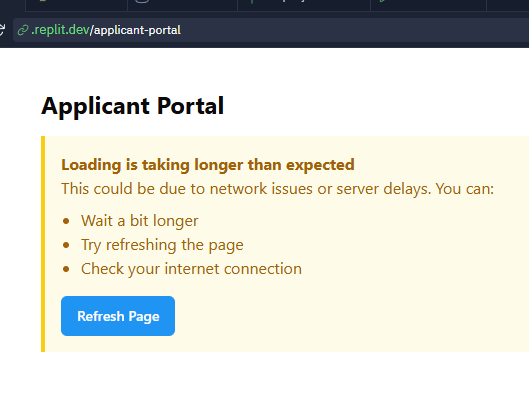 .replit.dev/applicant-portal
Applicant Portal
Loading is taking longer than expected
This could be due to network issues or server delays. You can:
• Wait a bit longer
• Try refreshing the page
• Check your internet connection
Refresh Page